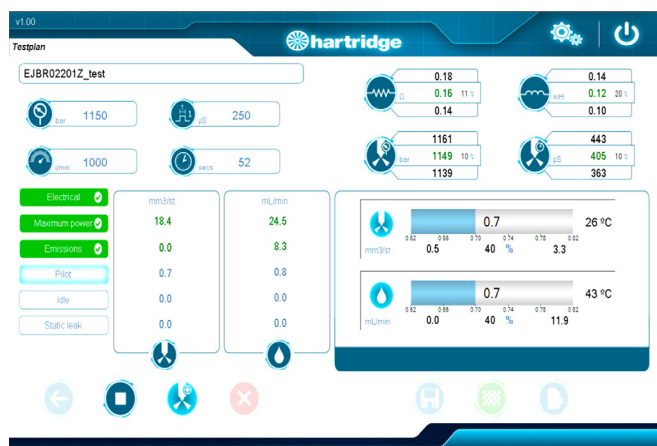 v1.00
Testplan
hartridge
EJBR02201Z_test
bar 1150
H1 µS 250
/min 1000
secs 52
0.18
Ω 0.16 11 %
0.14
0.14
mH 0.12 20 %
0.10
1161
bar 1149 10 %
1139
443
µS 405 10 %
363
Electrical
Maximum power
Emissions
Pilot
Idle
Static leak
mm3/st mL/min
18.4 24.5
0.0 8.3
0.7 0.8
0.0 0.0
0.0 0.0
0.7 26 ºC
0.62 0.66 0.70 0.74 0.78 0.82
mm3/st 0.5 40 % 3.3
0.7 43 ºC
0.62 0.66 0.70 0.74 0.78 0.82
mL/min 0.0 40 % 11.9